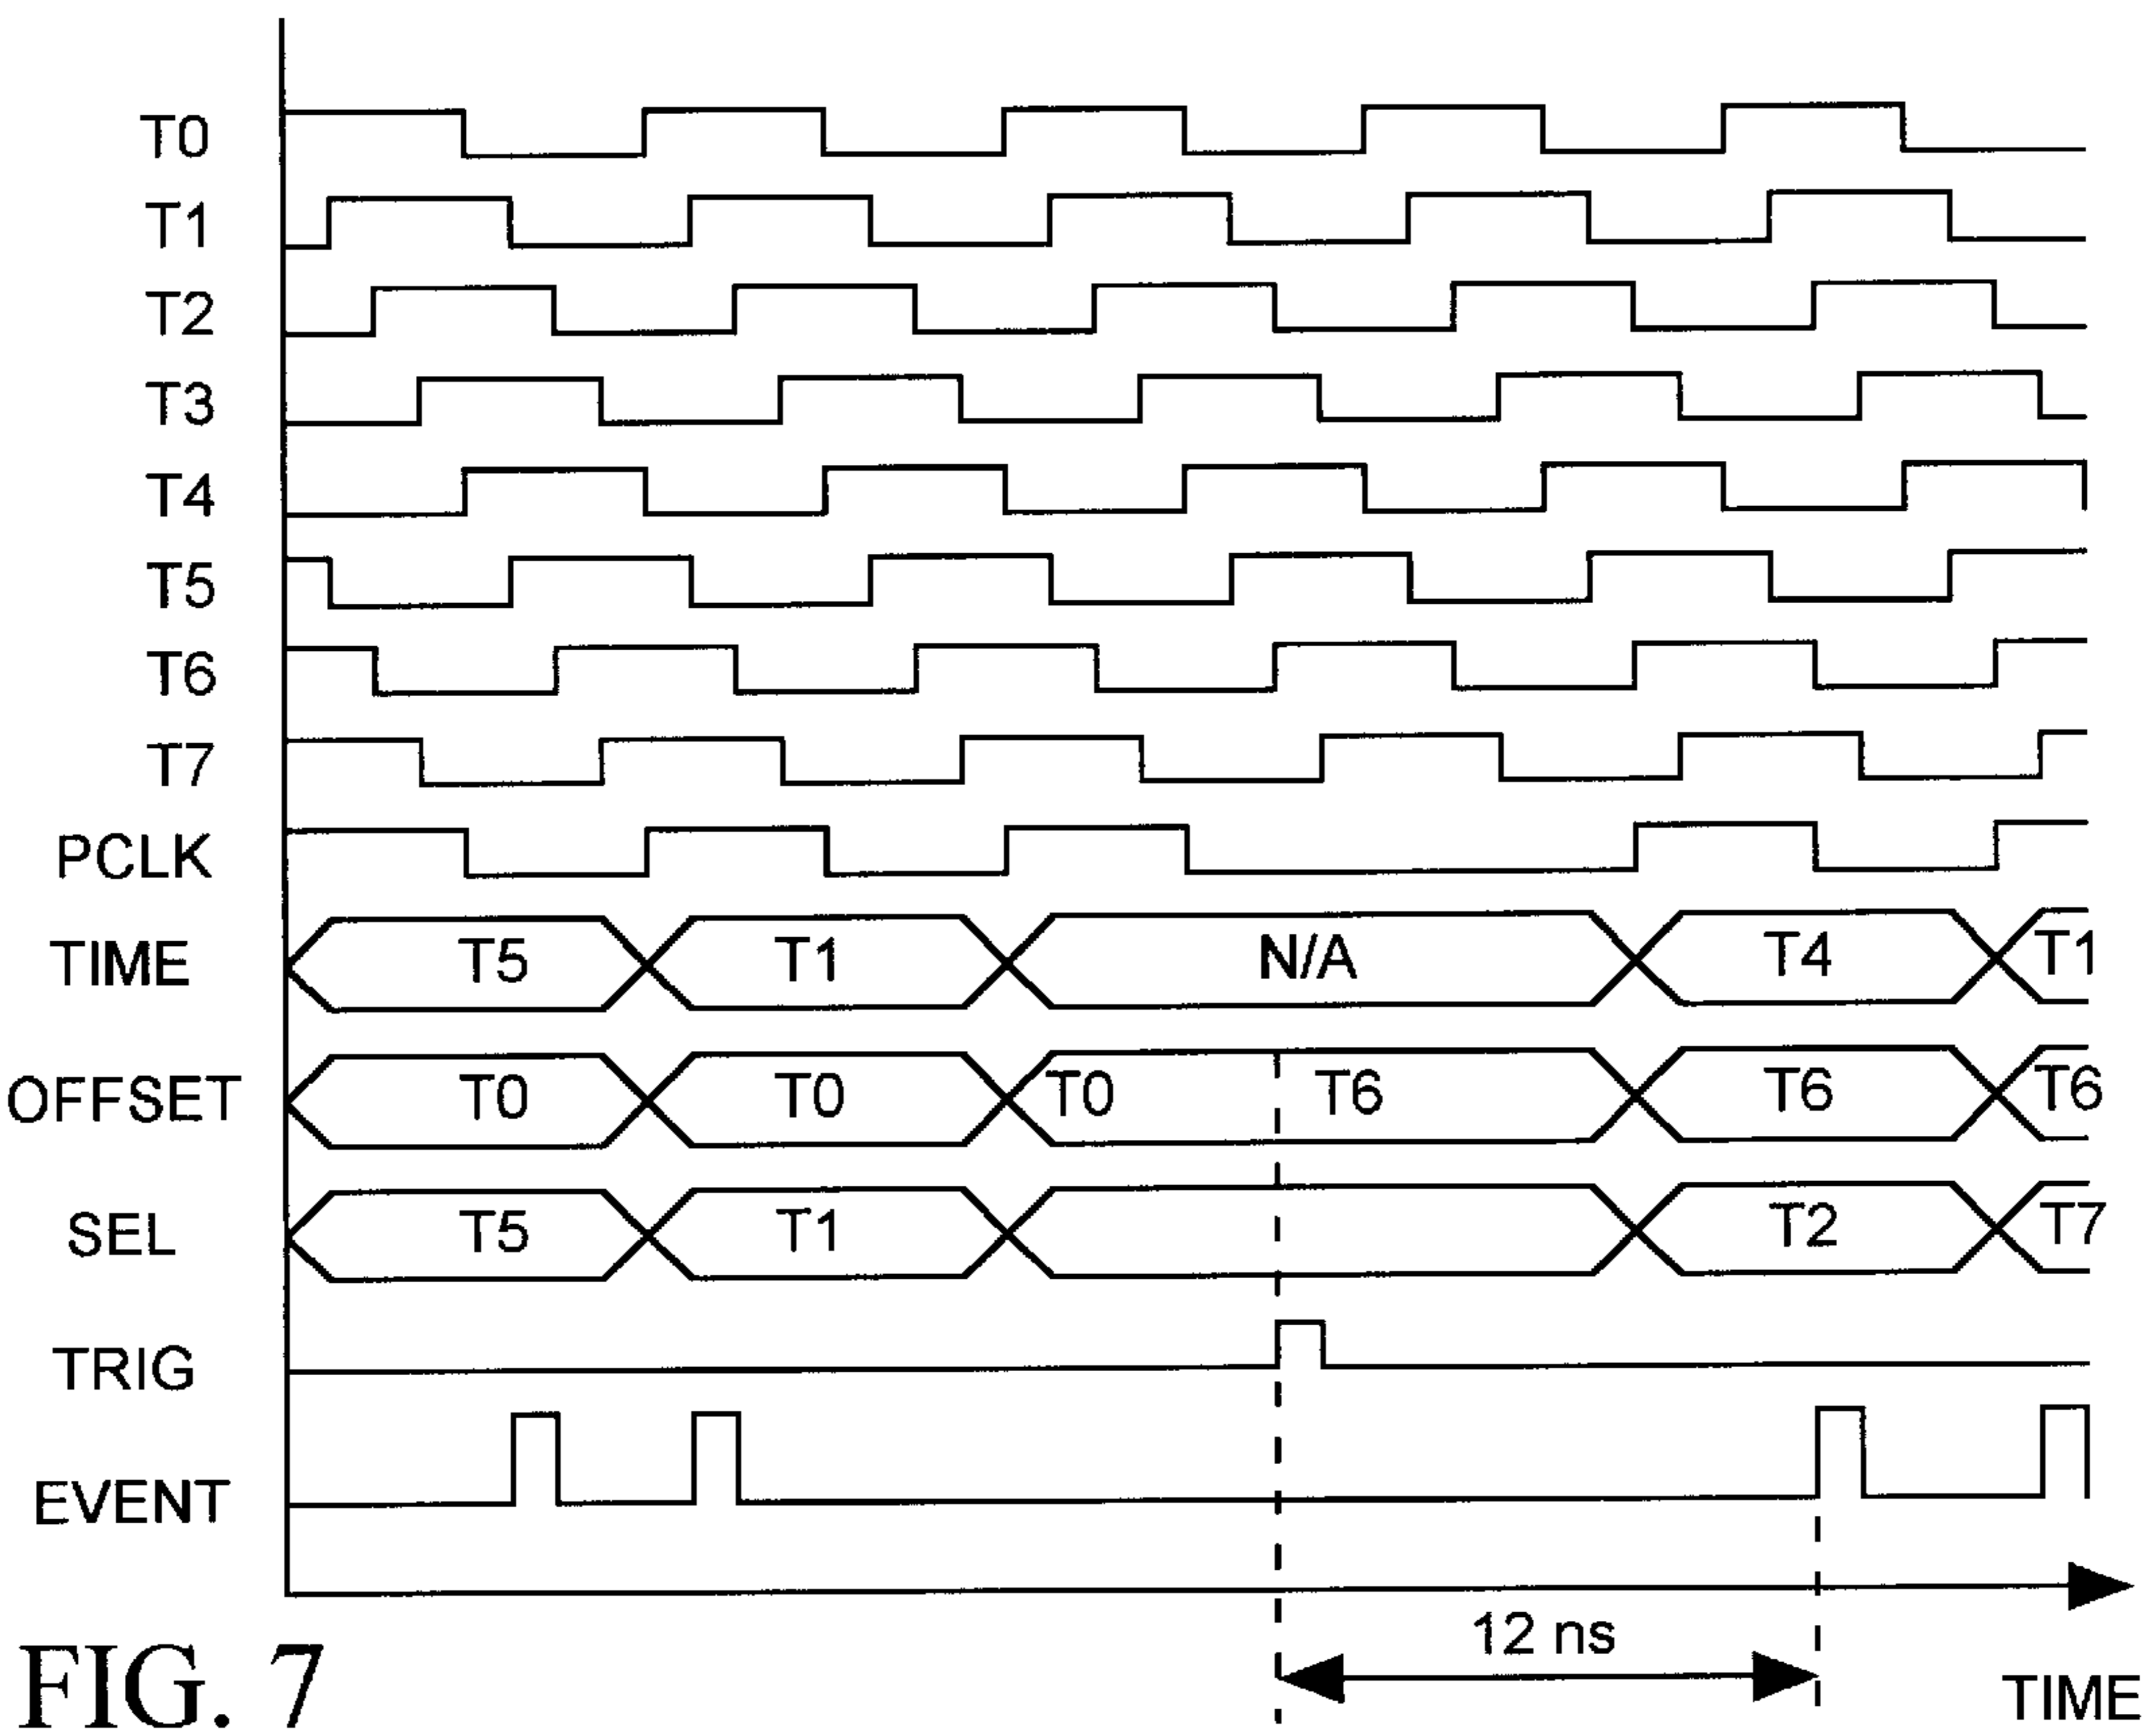 T0
T1
T2
T3
T4
T5
T6
T7
PCLK
TIME T5 T1 N/A T4 T1
OFFSET T0 T0 T0 T6 T6 T6
SEL T5 T1 T2 T7
TRIG
EVENT
12 ns
TIME
FIG. 7